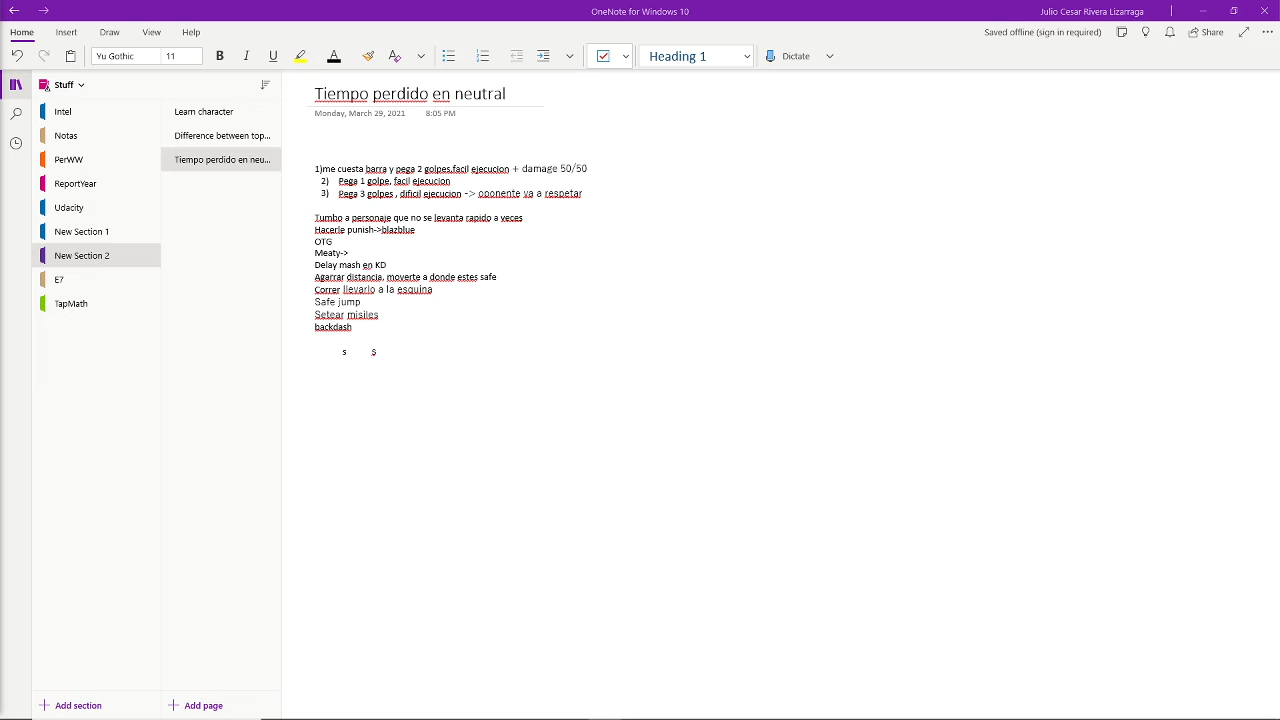 OneNote for Windows 10
Julio Cesar Rivera Lizarraga
Home Insert Draw View Help
Saved offline (sign in required)
Share
Yu Gothic 11 B I U A Heading 1 Dictate
Stuff
Intel
Notas
PerWW
ReportYear
Udacity
New Section 1
New Section 2
E7
TapMath
Add section
Learn character
Difference between top...
Tiempo perdido en neu...
Add page
Tiempo perdido en neutral
Monday, March 29, 2021 8:05 PM
1)me cuesta barra y pega 2 golpes,facil ejecucion + damage 50/50
2) Pega 1 golpe, facil ejecucion
3) Pega 3 golpes , dificil ejecucion -> oponente va a respetar
Tumbo a personaje que no se levanta rapido a veces
Hacerle punish->blazblue
OTG
Meaty->
Delay mash en KD
Agarrar distancia, moverte a donde estes safe
Correr llevarlo a la esquina
Safe jump
Setear misiles
backdash
s $